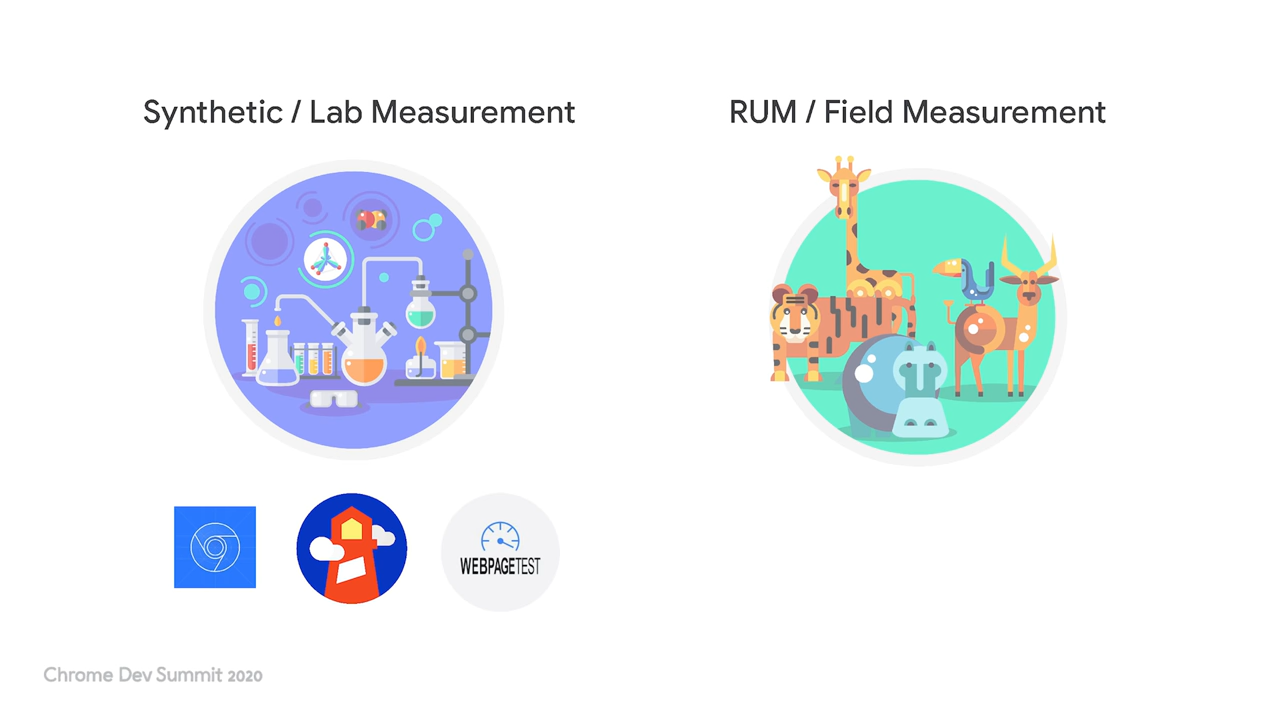 Synthetic / Lab Measurement
RUM / Field Measurement
WEBPAGETEST
Chrome Dev Summit 2020